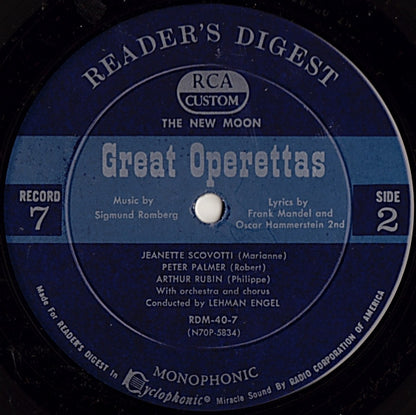 READER'S DIGEST
RCA
CUSTOM
THE NEW MOON
Great Operettas
RECORD
7
Music by
Sigmund Romberg
Lyrics by
Frank Mandel and
Oscar Hammerstein 2nd
SIDE
2
JEANETTE SCOVOTTI (Marianne)
PETER PALMER (Robert)
ARTHUR RUBIN (Philippe)
With orchestra and chorus
Conducted by LEHMAN ENGEL
RDM-40-7
(N70P-5834)
MONOPHONIC
Made For READER'S DIGEST In Cyclophonic® Miracle Sound By RADIO CORPORATION OF AMERICA